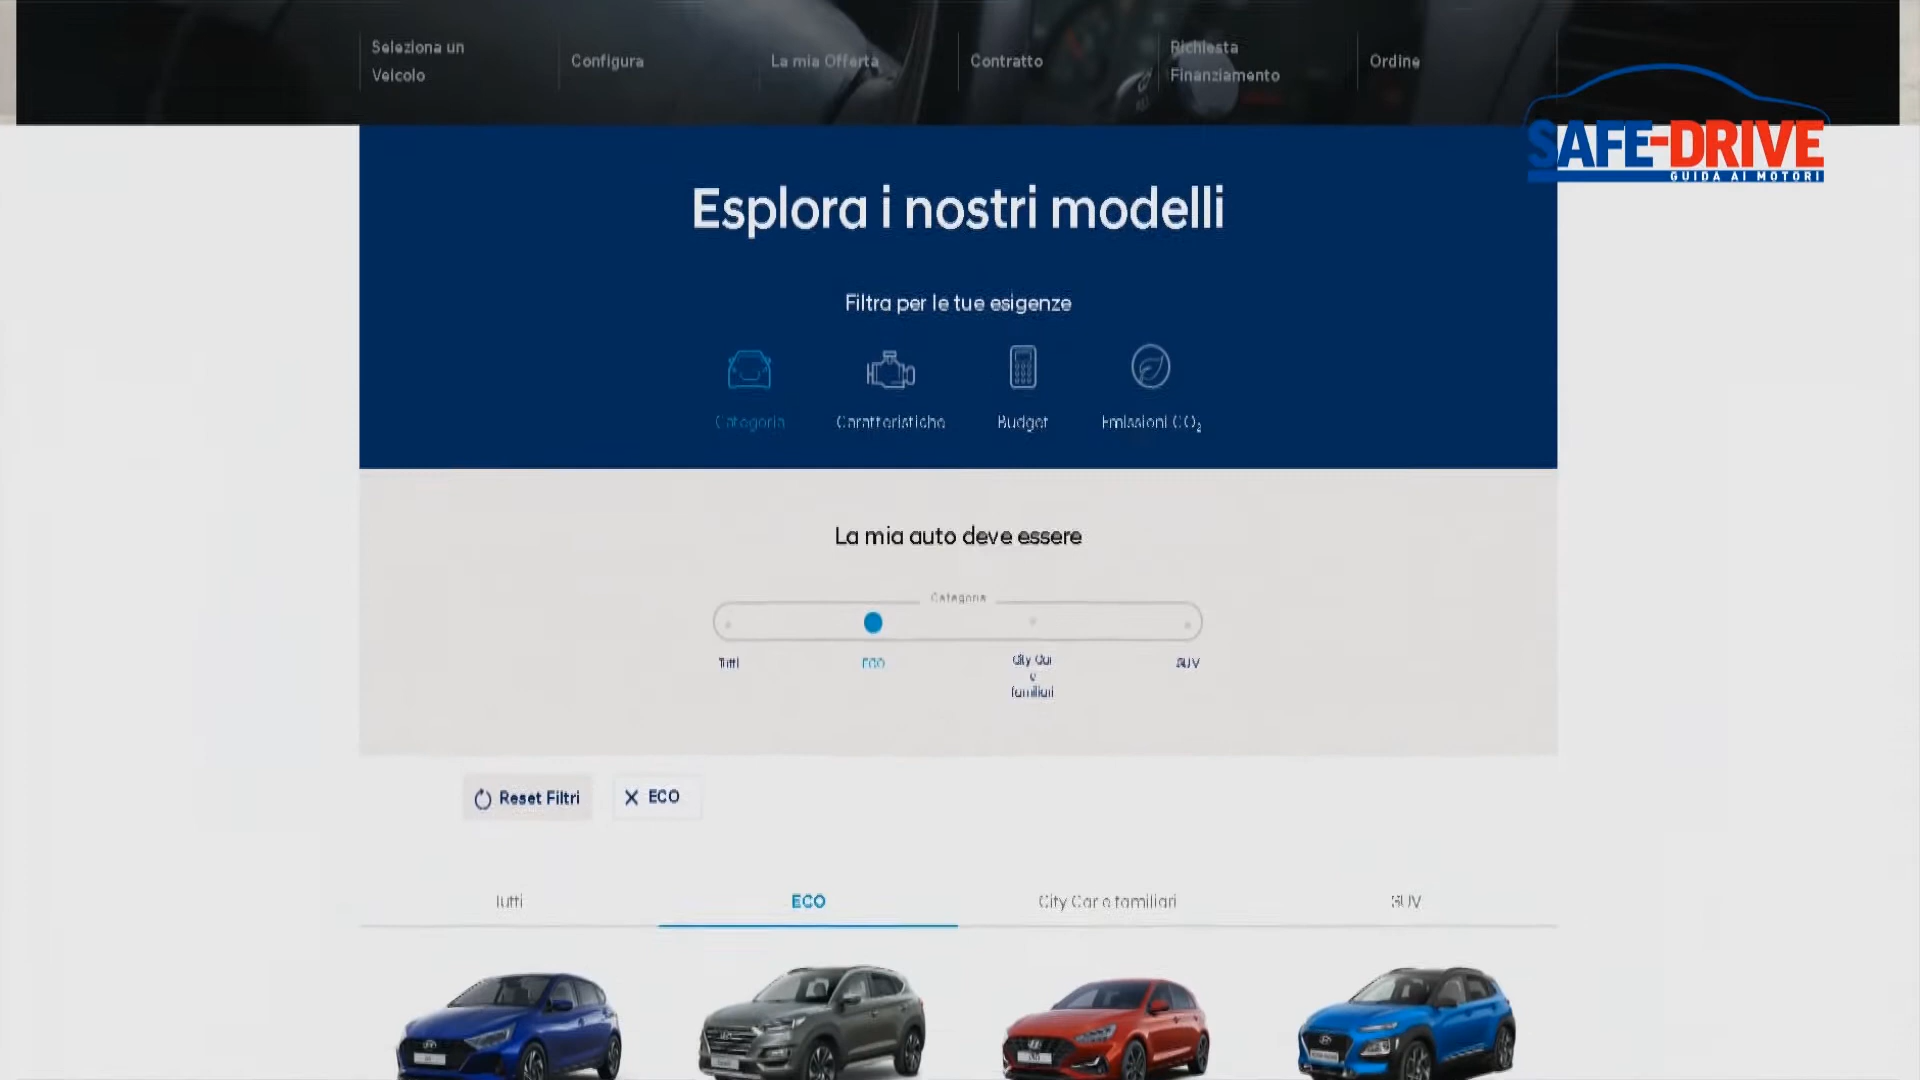 Seleziona un
Veicolo
Configura
La mia Offerta
Contratto
Richiesta
Finanziamento
Ordine
SAFE-DRIVE
GUIDA AI MOTORI
Esplora i nostri modelli
Filtra per le tue esigenze
Categoria
Caratteristiche
Budget
Emissioni CO₂
La mia auto deve essere
Categoria
Tutti
ECO
City Car
e
familiari
SUV
Reset Filtri
ECO
Tutti
ECO
City Car e familiari
SUV